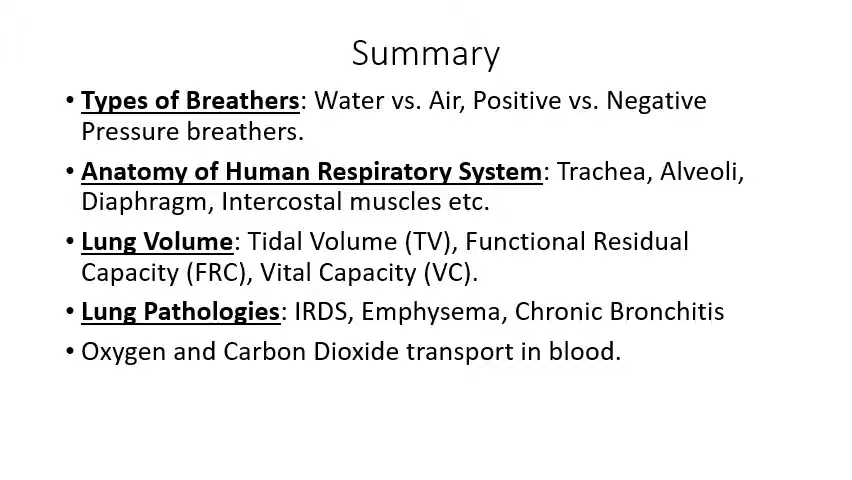 Summary
• Types of Breathers: Water vs. Air, Positive vs. Negative
Pressure breathers.
• Anatomy of Human Respiratory System: Trachea, Alveoli,
Diaphragm, Intercostal muscles etc.
• Lung Volume: Tidal Volume (TV), Functional Residual
Capacity (FRC), Vital Capacity (VC).
• Lung Pathologies: IRDS, Emphysema, Chronic Bronchitis
• Oxygen and Carbon Dioxide transport in blood.